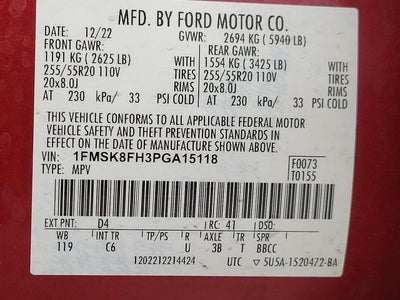 MFD. BY FORD MOTOR CO.
DATE: 12/22 GVWR: 2694 KG ( 5940 LB)
FRONT GAWR: REAR GAWR:
1191 KG ( 2625 LB) WITH 1554 KG ( 3425 LB) WITH
255/55R20 110V TIRES 255/55R20 110V TIRES
20x8.0J RIMS 20x8.0J RIMS
AT 230 kPa/ 33 PSI COLD AT 230 kPa/ 33 PSI COLD
THIS VEHICLE CONFORMS TO ALL APPLICABLE FEDERAL MOTOR
VEHICLE SAFETY, BUMPER, AND THEFT PREVENTION STANDARDS IN
EFFECT ON THE DATE OF MANUFACTURE SHOWN ABOVE.
VIN: 1FMSK8FH3PGA15118 F0073
TYPE: MPV T0155
EXT PNT: D4 RC: 41 DSO:
WB INT TR TP/PS R AXLE TR SPR
119 C6 U 3B T BBCC
1202212214424 UTC 5U5A-1520472-BA